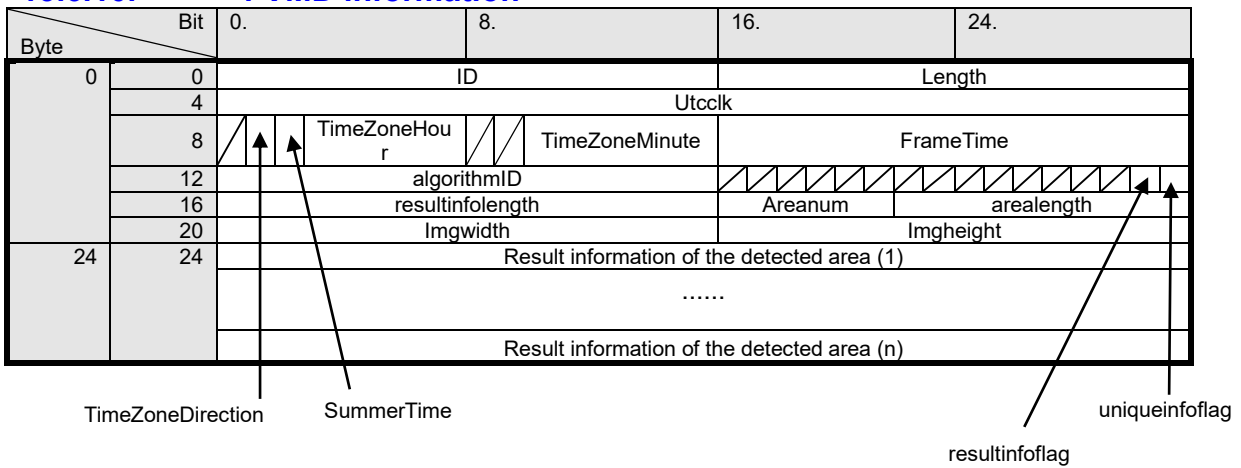 Bit 0. 8. 16. 24.
Byte
0 0 ID Length
4 Utcclk
8 TimeZoneHou
r TimeZoneMinute FrameTime
12 algorithmID
16 resultinfolength Areanum arealength
20 Imgwidth Imgheight
24 24 Result information of the detected area (1)
……
Result information of the detected area (n)
TimeZoneDirection SummerTime uniqueinfoflag
resultinfoflag